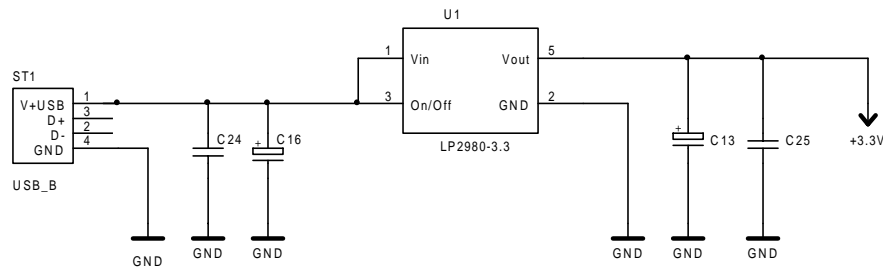 U1
1 Vin Vout 5
ST1
V+USB 1
D+ 3
D- 2
GND 4
USB_B
3 On/Off GND 2
LP2980-3.3
C24
+ C16
+ C13
C25
+3.3V
GND
GND
GND
GND
GND
GND